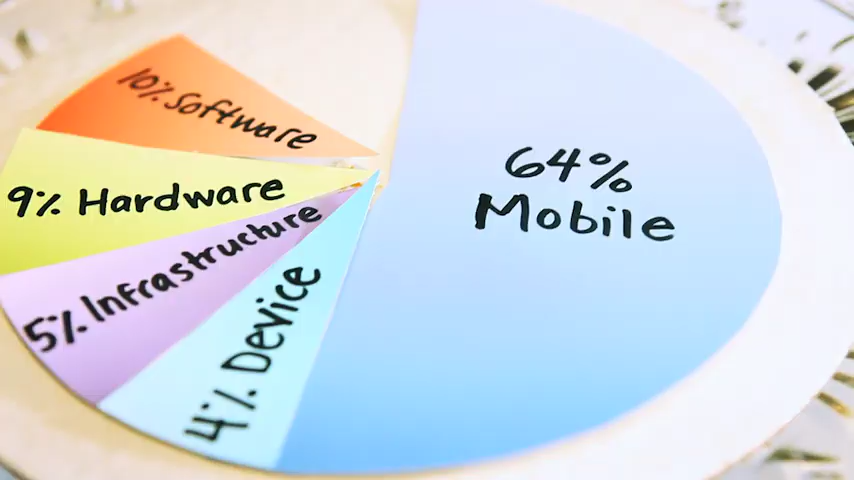 10% Software
9% Hardware
5% Infrastructure
4% Device
64%
Mobile